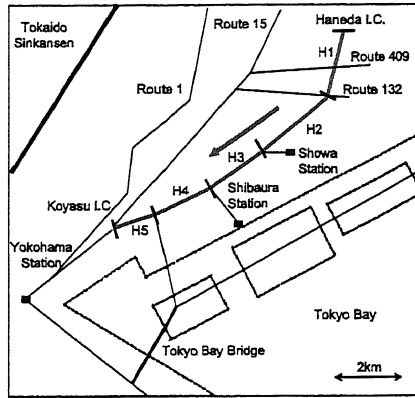 Tokaido
Sinkansen
Route 15
Haneda I.C.
H1
Route 409
Route 1
Route 132
H2
H3
Showa
Station
H4
Shibaura
Station
Koyasu I.C.
H5
Yokohama
Station
Tokyo Bay
Tokyo Bay Bridge
2km